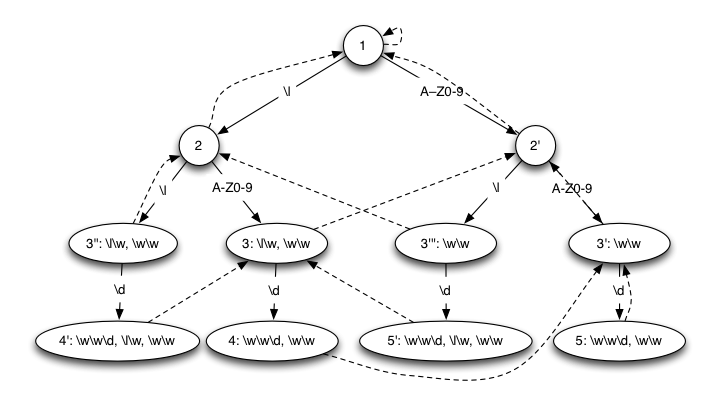 1
\l
A–Z0-9
2
2'
\l
A-Z0-9
\l
A-Z0-9
3": \l\w, \w\w
3: \l\w, \w\w
3'": \w\w
3': \w\w
\d
\d
\d
\d
4': \w\w\d, \l\w, \w\w
4: \w\w\d, \w\w
5': \w\w\d, \l\w, \w\w
5: \w\w\d, \w\w